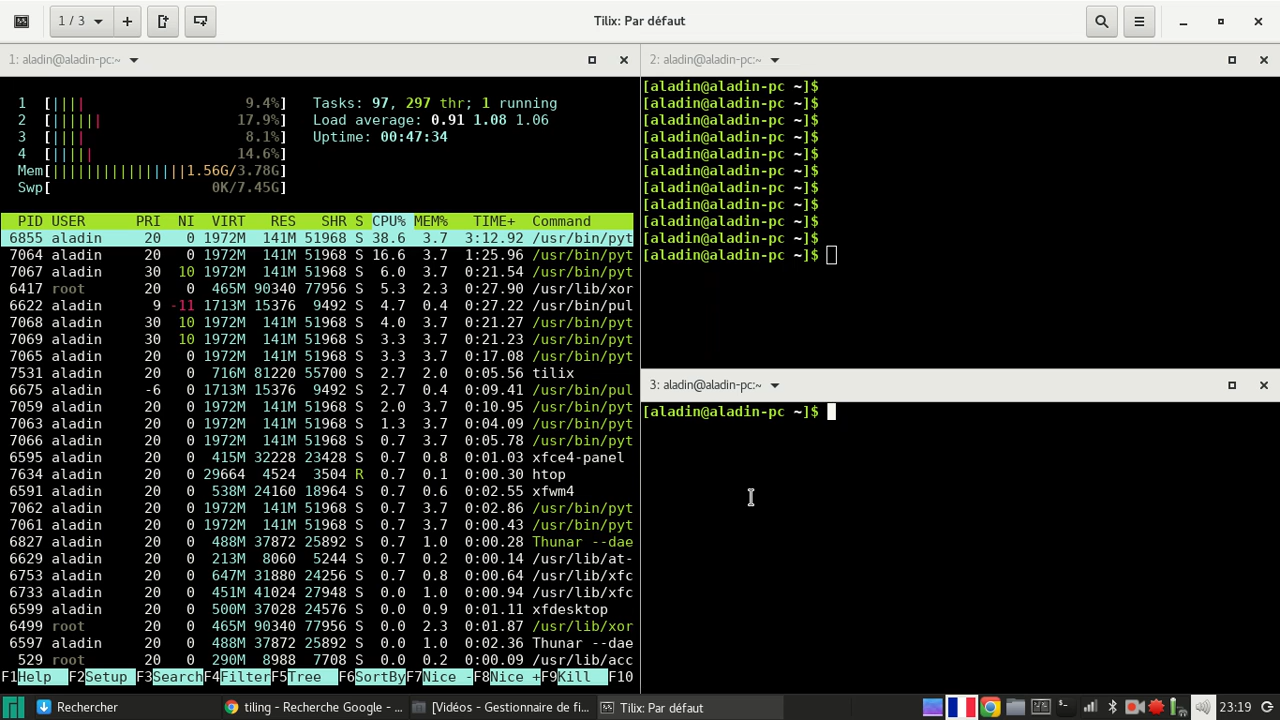 1 / 3
Tilix: Par défaut
1: aladin@aladin-pc:~
1 [|||| 9.4%] Tasks: 97, 297 thr; 1 running
2 [|||||| 17.9%] Load average: 0.91 1.08 1.06
3 [|||| 8.1%] Uptime: 00:47:34
4 [||||| 14.6%]
Mem[||||||||||||||||1.56G/3.78G]
Swp[ 0K/7.45G]
PID USER PRI NI VIRT RES SHR S CPU% MEM% TIME+ Command
6855 aladin 20 0 1972M 141M 51968 S 38.6 3.7 3:12.92 /usr/bin/pyt
7064 aladin 20 0 1972M 141M 51968 S 16.6 3.7 1:25.96 /usr/bin/pyt
7067 aladin 30 10 1972M 141M 51968 S 6.0 3.7 0:21.54 /usr/bin/pyt
6417 root 20 0 465M 90340 77956 S 5.3 2.3 0:27.90 /usr/lib/xor
6622 aladin 9 -11 1713M 15376 9492 S 4.7 0.4 0:27.22 /usr/bin/pul
7068 aladin 30 10 1972M 141M 51968 S 4.0 3.7 0:21.27 /usr/bin/pyt
7069 aladin 30 10 1972M 141M 51968 S 3.3 3.7 0:21.23 /usr/bin/pyt
7065 aladin 20 0 1972M 141M 51968 S 3.3 3.7 0:17.08 /usr/bin/pyt
7531 aladin 20 0 716M 81220 55700 S 2.7 2.0 0:05.56 tilix
6675 aladin -6 0 1713M 15376 9492 S 2.7 0.4 0:09.41 /usr/bin/pul
7059 aladin 20 0 1972M 141M 51968 S 2.0 3.7 0:10.95 /usr/bin/pyt
7063 aladin 20 0 1972M 141M 51968 S 1.3 3.7 0:04.09 /usr/bin/pyt
7066 aladin 20 0 1972M 141M 51968 S 0.7 3.7 0:05.78 /usr/bin/pyt
6595 aladin 20 0 415M 32228 23428 S 0.7 0.8 0:01.03 xfce4-panel
7634 aladin 20 0 29664 4524 3504 R 0.7 0.1 0:00.30 htop
6591 aladin 20 0 538M 24160 18964 S 0.7 0.6 0:02.55 xfwm4
7062 aladin 20 0 1972M 141M 51968 S 0.7 3.7 0:02.86 /usr/bin/pyt
7061 aladin 20 0 1972M 141M 51968 S 0.7 3.7 0:00.43 /usr/bin/pyt
6827 aladin 20 0 488M 37872 25892 S 0.7 1.0 0:00.28 Thunar --dae
6629 aladin 20 0 213M 8060 5244 S 0.7 0.2 0:00.14 /usr/lib/at-
6753 aladin 20 0 647M 31880 24256 S 0.7 0.8 0:00.64 /usr/lib/xfc
6733 aladin 20 0 451M 41024 27948 S 0.0 1.0 0:00.94 /usr/lib/xfc
6599 aladin 20 0 500M 37028 24576 S 0.0 0.9 0:01.11 xfdesktop
6499 root 20 0 465M 90340 77956 S 0.0 2.3 0:01.87 /usr/lib/xor
6597 aladin 20 0 488M 37872 25892 S 0.0 1.0 0:02.36 Thunar --dae
529 root 20 0 290M 8988 7708 S 0.0 0.2 0:00.09 /usr/lib/acc
F1Help F2Setup F3SearchF4FilterF5Tree F6SortByF7Nice -F8Nice +F9Kill F10
2: aladin@aladin-pc:~
[aladin@aladin-pc ~]$
[aladin@aladin-pc ~]$
[aladin@aladin-pc ~]$
[aladin@aladin-pc ~]$
[aladin@aladin-pc ~]$
[aladin@aladin-pc ~]$
[aladin@aladin-pc ~]$
[aladin@aladin-pc ~]$
[aladin@aladin-pc ~]$
[aladin@aladin-pc ~]$
[aladin@aladin-pc ~]$
3: aladin@aladin-pc:~
[aladin@aladin-pc ~]$
Rechercher
tiling - Recherche Google - ...
[Vidéos - Gestionnaire de fi...
Tilix: Par défaut
23:19